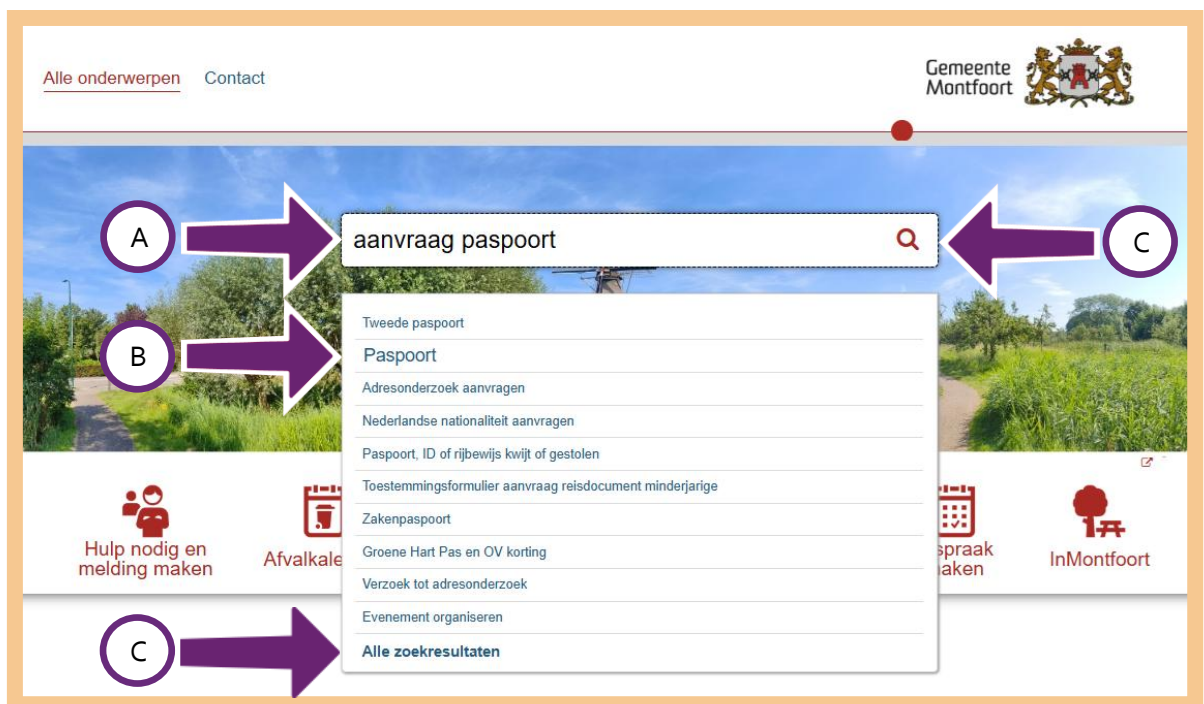 Alle onderwerpen Contact
Gemeente
Montfoort
A
aanvraag paspoort
C
Tweede paspoort
B
Paspoort
Adresonderzoek aanvragen
Nederlandse nationaliteit aanvragen
Paspoort, ID of rijbewijs kwijt of gestolen
Toestemmingsformulier aanvraag reisdocument minderjarige
Zakenpaspoort
Groene Hart Pas en OV korting
Verzoek tot adresonderzoek
Evenement organiseren
C
Alle zoekresultaten
Hulp nodig en
melding maken
Afvalkale
spraak
aken
InMontfoort